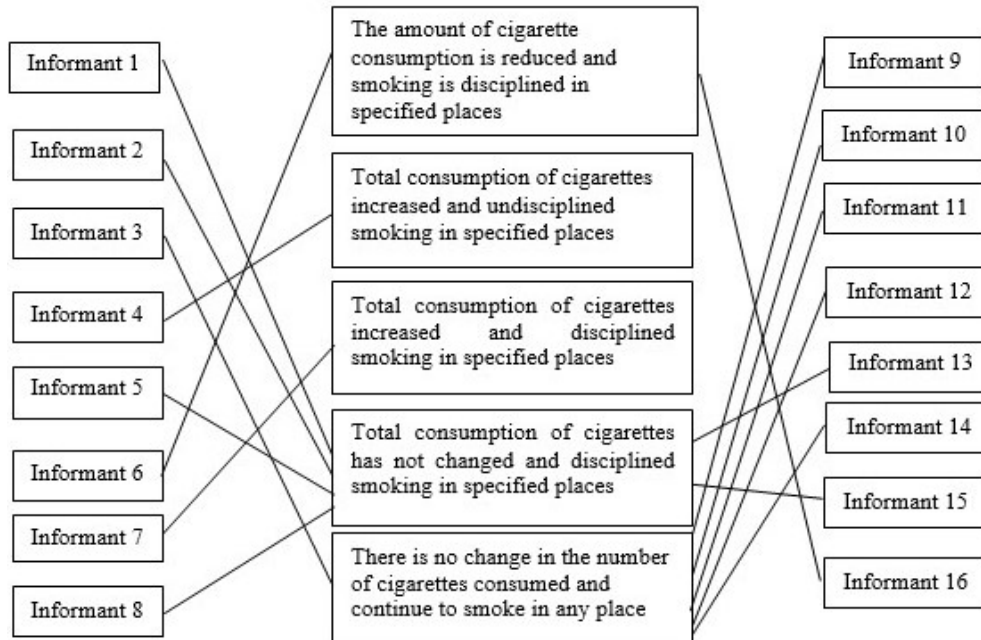 Informant 1
Informant 2
Informant 3
Informant 4
Informant 5
Informant 6
Informant 7
Informant 8
The amount of cigarette
consumption is reduced and
smoking is disciplined in
specified places
Total consumption of cigarettes
increased and undisciplined
smoking in specified places
Total consumption of cigarettes
increased and disciplined
smoking in specified places
Total consumption of cigarettes
has not changed and disciplined
smoking in specified places
There is no change in the number
of cigarettes consumed and
continue to smoke in any place
Informant 9
Informant 10
Informant 11
Informant 12
Informant 13
Informant 14
Informant 15
Informant 16